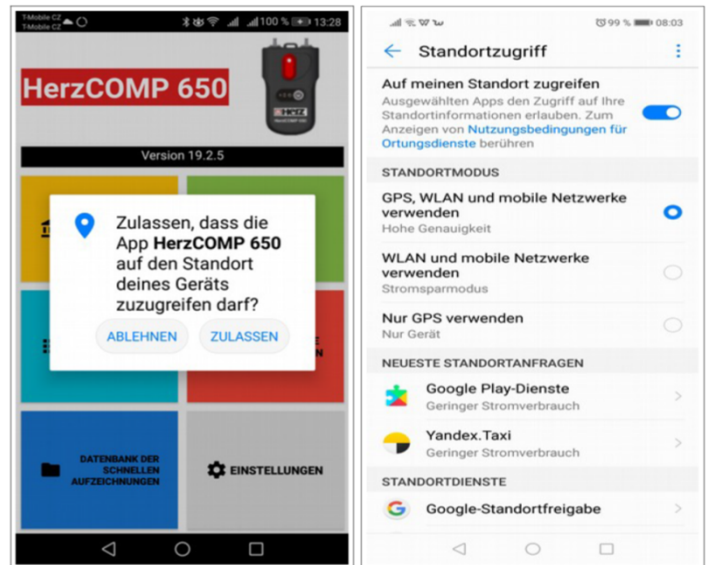 T-Mobile CZ
T-Mobile CZ
100 % 13:28
HerzCOMP 650
HERZ
Version 19.2.5
Zulassen, dass die
App HerzCOMP 650
auf den Standort
deines Geräts
zuzugreifen darf?
ABLEHNEN ZULASSEN
DATENBANK DER
SCHNELLEN
AUFZEICHNUNGEN
EINSTELLUNGEN
99 % 08:03
Standortzugriff
Auf meinen Standort zugreifen
Ausgewählten Apps den Zugriff auf Ihre
Standortinformationen erlauben. Zum
Anzeigen von Nutzungsbedingungen für
Ortungsdienste berühren
STANDORTMODUS
GPS, WLAN und mobile Netzwerke
verwenden
Hohe Genauigkeit
WLAN und mobile Netzwerke
verwenden
Stromsparmodus
Nur GPS verwenden
Nur Gerät
NEUESTE STANDORTANFRAGEN
Google Play-Dienste
Geringer Stromverbrauch
Yandex.Taxi
Geringer Stromverbrauch
STANDORTDIENSTE
Google-Standortfreigabe